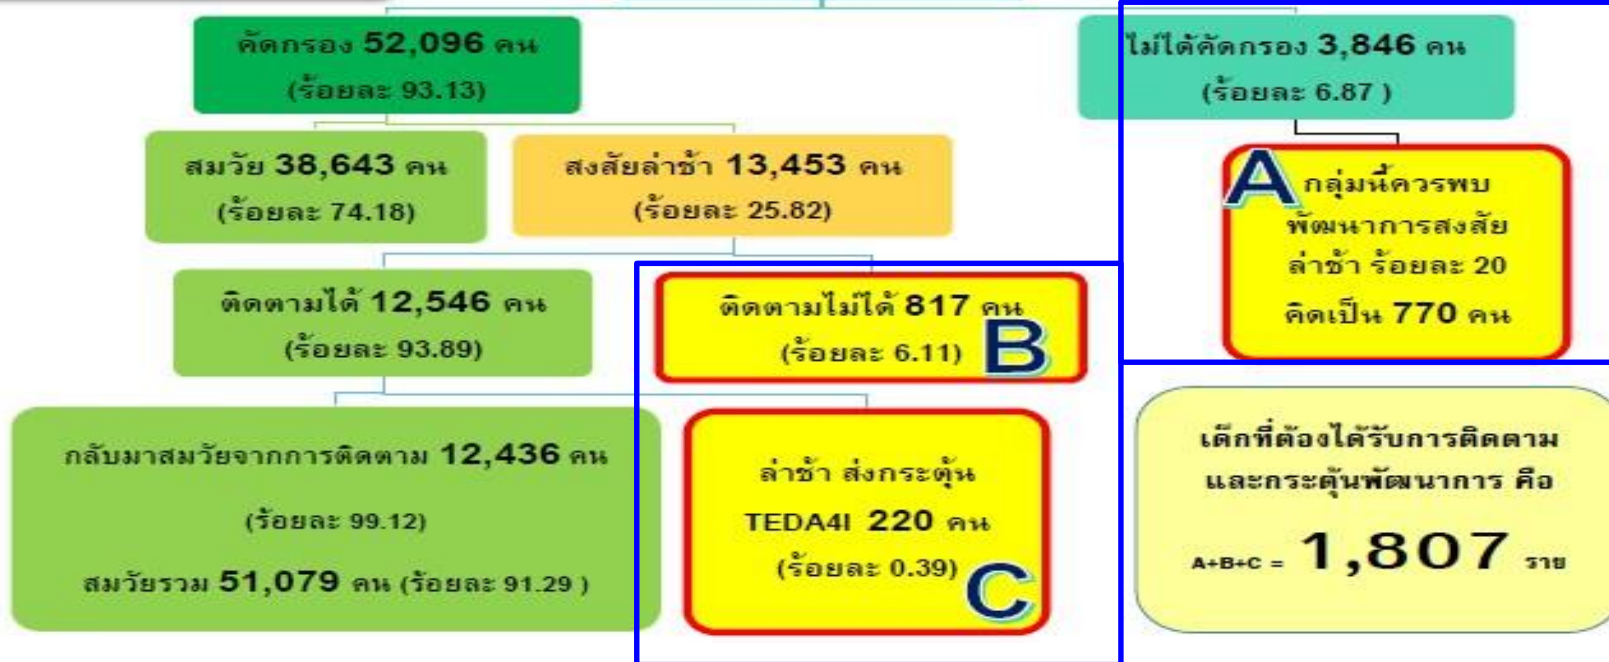 คัดกรอง 52,096 คน
(ร้อยละ 93.13)
ไม่ได้คัดกรอง 3,846 คน
(ร้อยละ 6.87 )
สมวัย 38,643 คน
(ร้อยละ 74.18)
สงสัยล่าช้า 13,453 คน
(ร้อยละ 25.82)
A กลุ่มนี้ควรพบ
พัฒนาการสงสัย
ล่าช้า ร้อยละ 20
คิดเป็น 770 คน
ติดตามได้ 12,546 คน
(ร้อยละ 93.89)
ติดตามไม่ได้ 817 คน
(ร้อยละ 6.11) B
กลับมาสมวัยจากการติดตาม 12,436 คน
(ร้อยละ 99.12)
สมวัยรวม 51,079 คน (ร้อยละ 91.29 )
ล่าช้า ส่งกระตุ้น
TEDA4I 220 คน
(ร้อยละ 0.39) C
เด็กที่ต้องได้รับการติดตาม
และกระตุ้นพัฒนาการ คือ
A+B+C = 1,807 ราย